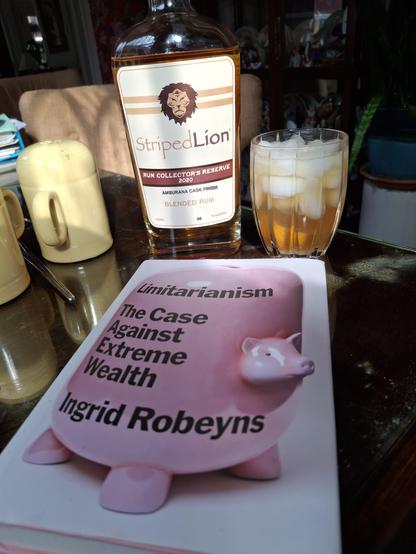 StripedLion
RUM COLLECTOR'S RESERVE
2020
AMBURANA CASK FINISH
BLENDED RUM
Limitarianism
The Case
Against
Extreme
Wealth
Ingrid Robeyns